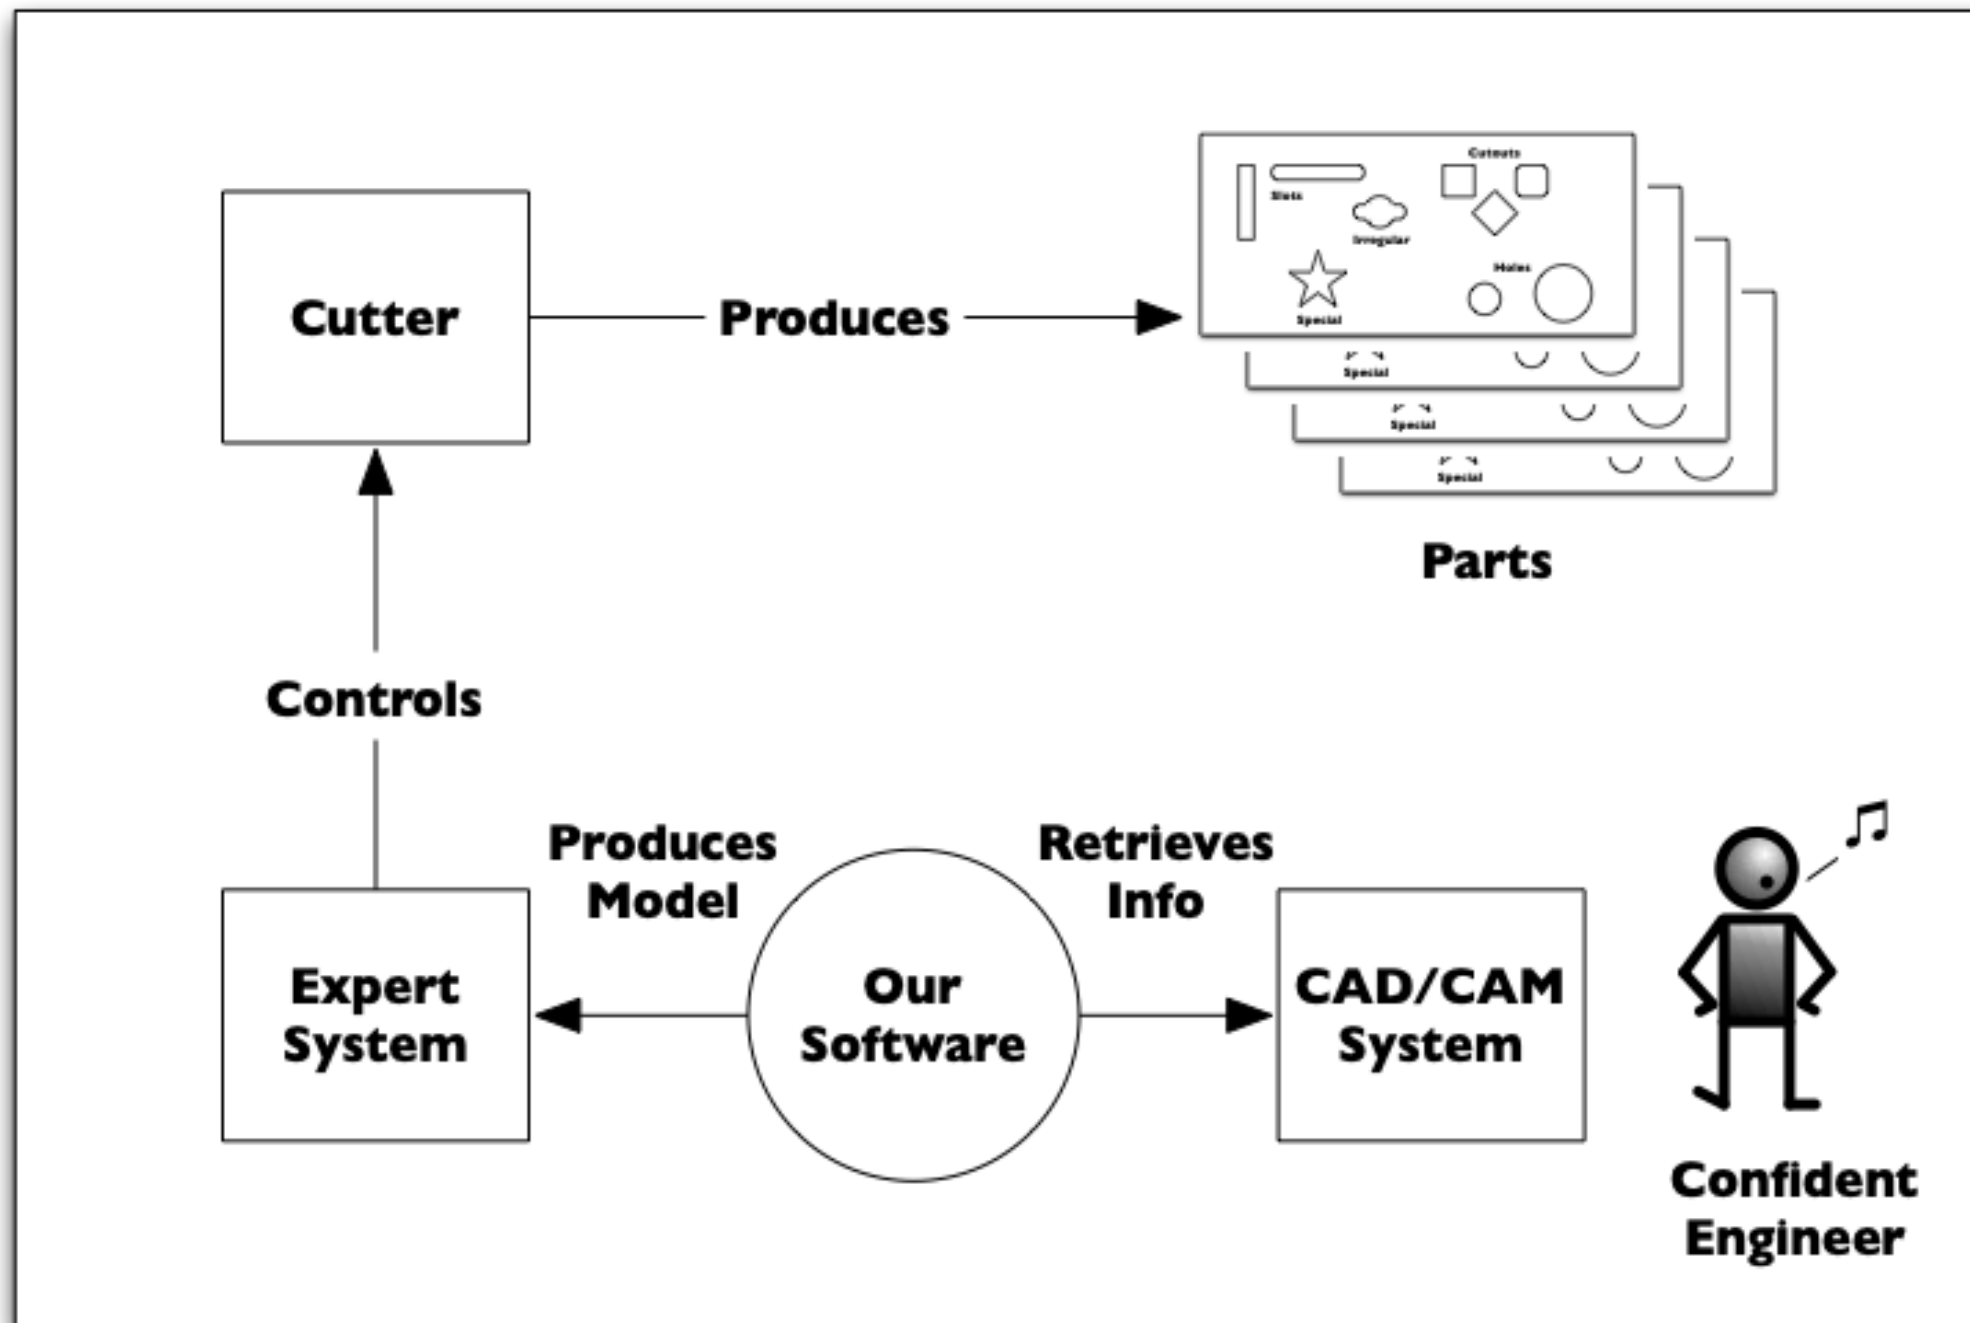 Cutouts
Slots
Irregular
Holes
Special
Cutter
Produces
Special
Special
Special
Parts
Controls
Produces
Model
Retrieves
Info
Expert
System
Our
Software
CAD/CAM
System
Confident
Engineer